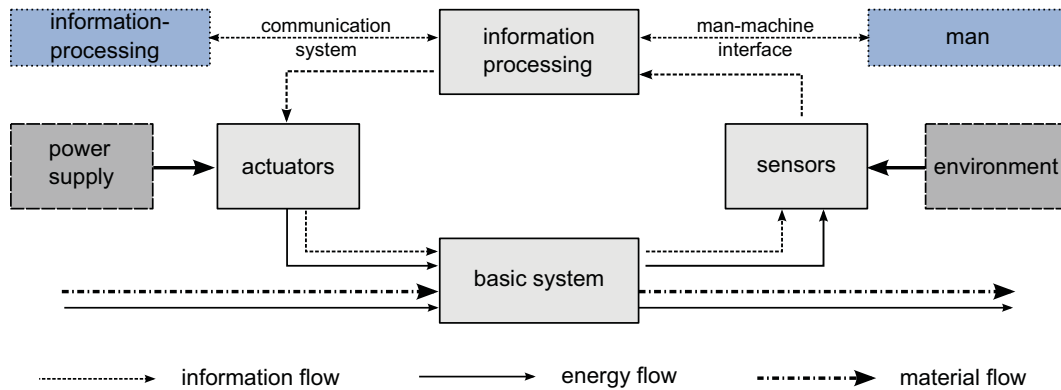 information-
processing
communication
system
information
processing
man-machine
interface
man
power
supply
actuators
sensors
environment
basic system
information flow
energy flow
material flow